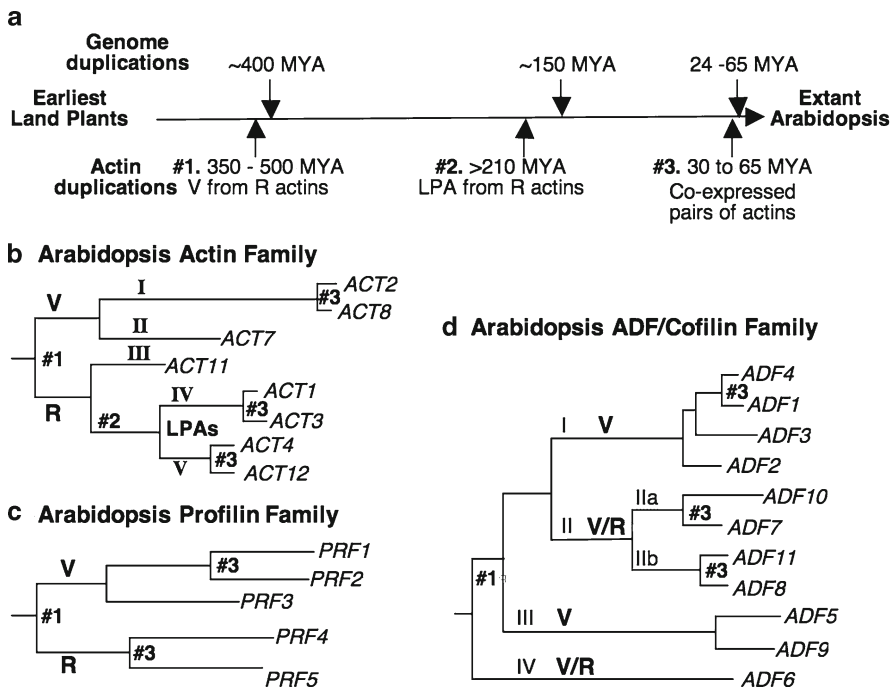 a
Genome
duplications
~400 MYA
~150 MYA
24 -65 MYA
Earliest
Land Plants
Extant
Arabidopsis
Actin
duplications
#1. 350 - 500 MYA
V from R actins
#2. >210 MYA
LPA from R actins
#3. 30 to 65 MYA
Co-expressed
pairs of actins
b Arabidopsis Actin Family
V
I
#3
ACT2
ACT8
II
ACT7
#1
III
ACT11
R
#2
IV
ACT1
#3
ACT3
LPAs
V
ACT4
#3
ACT12
c Arabidopsis Profilin Family
V
#3
PRF1
PRF2
PRF3
#1
R
#3
PRF4
PRF5
d Arabidopsis ADF/Cofilin Family
I V
#3
ADF4
ADF1
ADF3
ADF2
II V/R
IIa
#3
ADF10
ADF7
IIb
#3
ADF11
ADF8
#1
III V
ADF5
ADF9
IV V/R
ADF6